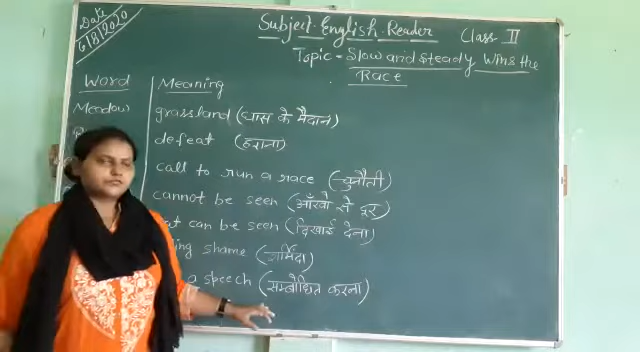 Date
6/8/2020
Subject-English Reader
Class II
Topic - Slow and steady wins the
Race
Word
Meaning
Meadow
grassland (घास के मैदान)
defeat (हराना)
call to run a race (चुनौती)
cannot be seen (आँखों से दूर)
can be seen (दिखाई देना)
shame (शर्मिंदा)
a speech (सम्बोधित करना)